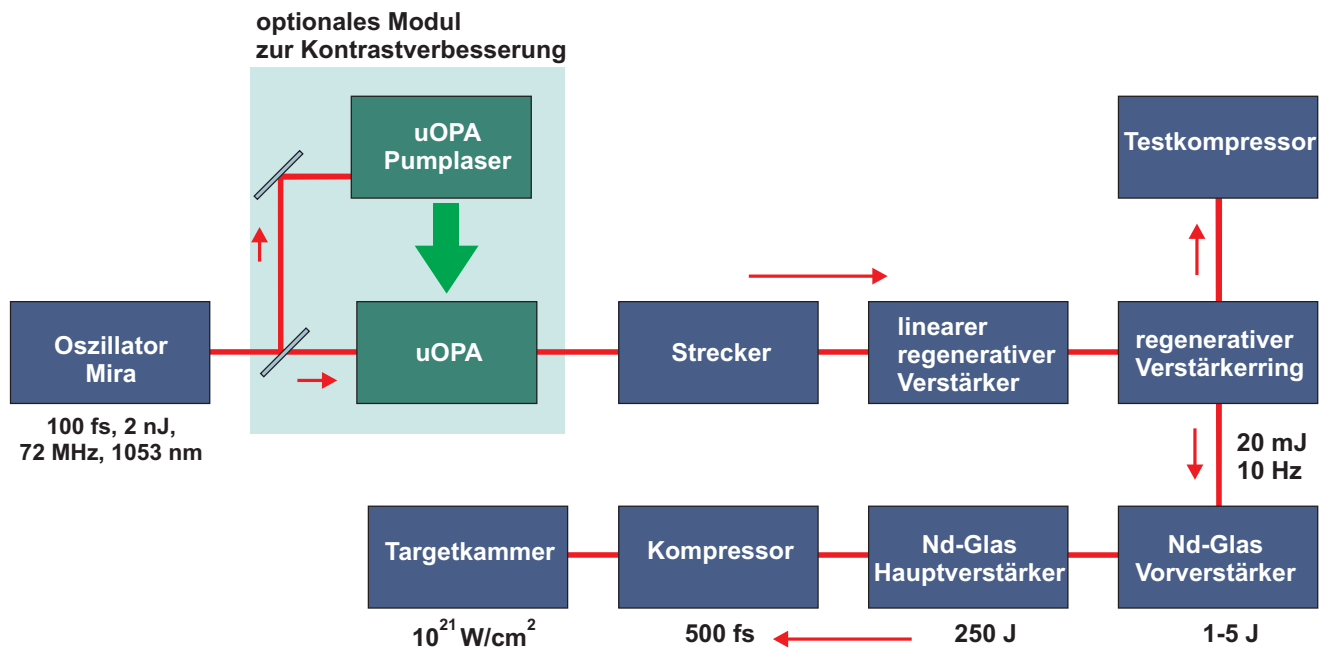 optionales Modul
zur Kontrastverbesserung
uOPA
Pumplaser
Testkompressor
Oszillator
Mira
uOPA
Strecker
linearer
regenerativer
Verstärker
regenerativer
Verstärkerring
100 fs, 2 nJ,
72 MHz, 1053 nm
20 mJ
10 Hz
Targetkammer
Kompressor
Nd-Glas
Hauptverstärker
Nd-Glas
Vorverstärker
10²¹ W/cm²
500 fs
250 J
1-5 J